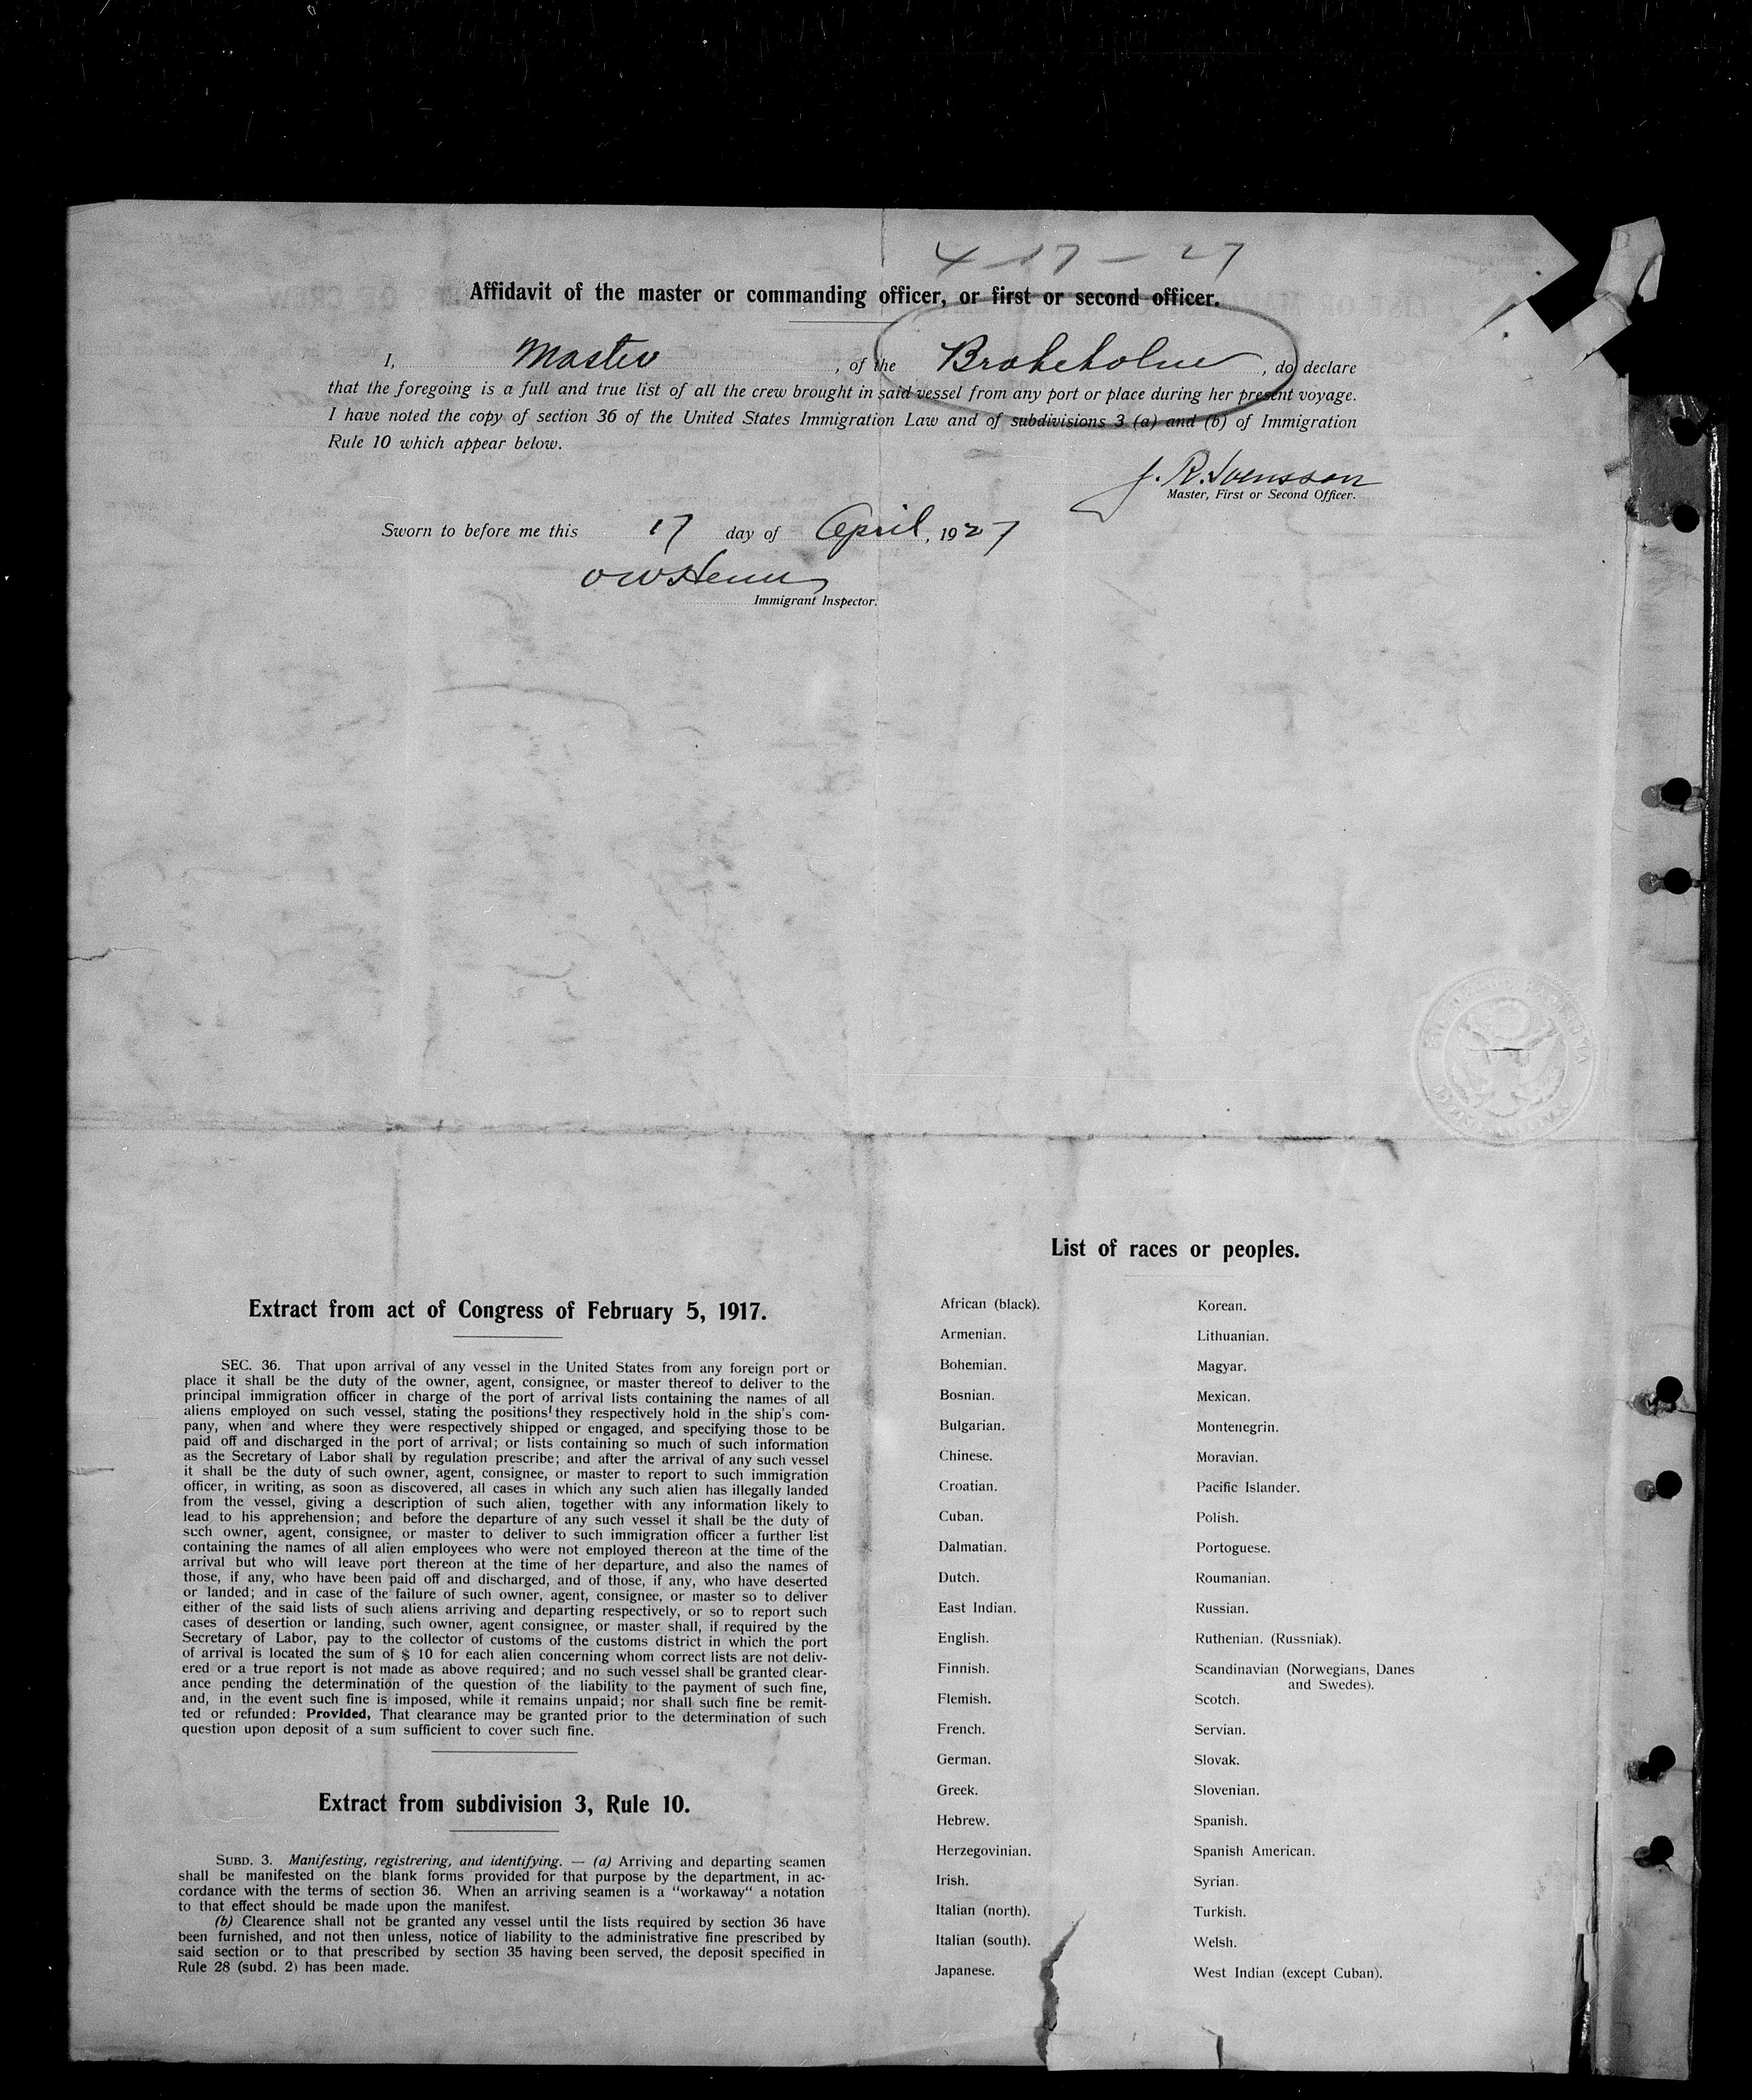 4-17-27
Affidavit of the master or commanding officer, or first or second officer.
I, Master, of the Braheholm, do declare
that the foregoing is a full and true list of all the crew brought in said vessel from any port or place during her present voyage.
I have noted the copy of section 36 of the United States Immigration Law and of subdivisions 3 (a) and (b) of Immigration
Rule 10 which appear below.
J. R. Svensson
Master, First or Second Officer.
Sworn to before me this 17 day of April, 1927
Immigrant Inspector.
Extract from act of Congress of February 5, 1917.
SEC. 36. That upon arrival of any vessel in the United States from any foreign port or
place it shall be the duty of the owner, agent, consignee, or master thereof to deliver to the
principal immigration officer in charge of the port of arrival lists containing the names of all
aliens employed on such vessel, stating the positions they respectively hold in the ship's com-
pany, when and where they were respectively shipped or engaged, and specifying those to be
paid off and discharged in the port of arrival; or lists containing so much of such information
as the Secretary of Labor shall by regulation prescribe; and after the arrival of any such vessel
it shall be the duty of such owner, agent, consignee, or master to report to such immigration
officer, in writing, as soon as discovered, all cases in which any such alien has illegally landed
from the vessel, giving a description of such alien, together with any information likely to
lead to his apprehension; and before the departure of any such vessel it shall be the duty of
such owner, agent, consignee, or master to deliver to such immigration officer a further list
containing the names of all alien employees who were not employed thereon at the time of the
arrival but who will leave port thereon at the time of her departure, and also the names of
those, if any, who have been paid off and discharged, and of those, if any, who have deserted
or landed; and in case of the failure of such owner, agent, consignee, or master so to deliver
either of the said lists of such aliens arriving and departing respectively, or so to report such
cases of desertion or landing, such owner, agent consignee, or master shall, if required by the
Secretary of Labor, pay to the collector of customs of the customs district in which the port
of arrival is located the sum of $ 10 for each alien concerning whom correct lists are not deliv-
ered or a true report is not made as above required; and no such vessel shall be granted clear-
ance pending the determination of the question of the liability to the payment of such fine,
and, in the event such fine is imposed, while it remains unpaid; nor shall such fine be remit-
ted or refunded: Provided, That clearance may be granted prior to the determination of such
question upon deposit of a sum sufficient to cover such fine.
Extract from subdivision 3, Rule 10.
SUBD. 3. Manifesting, registrering, and identifying. — (a) Arriving and departing seamen
shall be manifested on the blank forms provided for that purpose by the department, in ac-
cordance with the terms of section 36. When an arriving seamen is a "workaway" a notation
to that effect should be made upon the manifest.
(b) Clearence shall not be granted any vessel until the lists required by section 36 have
been furnished, and not then unless, notice of liability to the administrative fine prescribed by
said section or to that prescribed by section 35 having been served, the deposit specified in
Rule 28 (subd. 2) has been made.
List of races or peoples.
African (black).
Armenian.
Bohemian.
Bosnian.
Bulgarian.
Chinese.
Croatian.
Cuban.
Dalmatian.
Dutch.
East Indian.
English.
Finnish.
Flemish.
French.
German.
Greek.
Hebrew.
Herzegovinian.
Irish.
Italian (north).
Italian (south).
Japanese.
Korean.
Lithuanian.
Magyar.
Mexican.
Montenegrin.
Moravian.
Pacific Islander.
Polish.
Portoguese.
Roumanian.
Russian.
Ruthenian. (Russniak).
Scandinavian (Norwegians, Danes
and Swedes).
Scotch.
Servian.
Slovak.
Slovenian.
Spanish.
Spanish American.
Syrian.
Turkish.
Welsh.
West Indian (except Cuban).